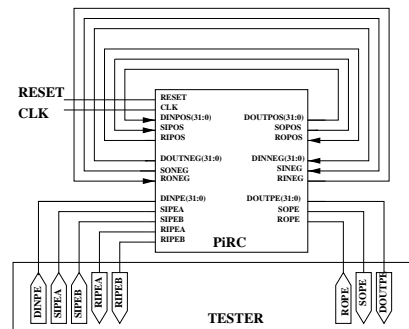 RESET
CLK
RESET
CLK
DINPOS(31:0) DOUTPOS(31:0)
SIPOS SOPOS
RIPOS ROPOS
DOUTNEG(31:0) DINNEG(31:0)
SONEG SINEG
RONEG RINEG
DINPE(31:0) DOUTPE(31:0)
SIPEA SOPE
SIPEB ROPE
RIPEA
RIPEB
PiRC
DINPE SIPEA SIPEB RIPEA RIPEB ROPE SOPE DOUTPE
TESTER